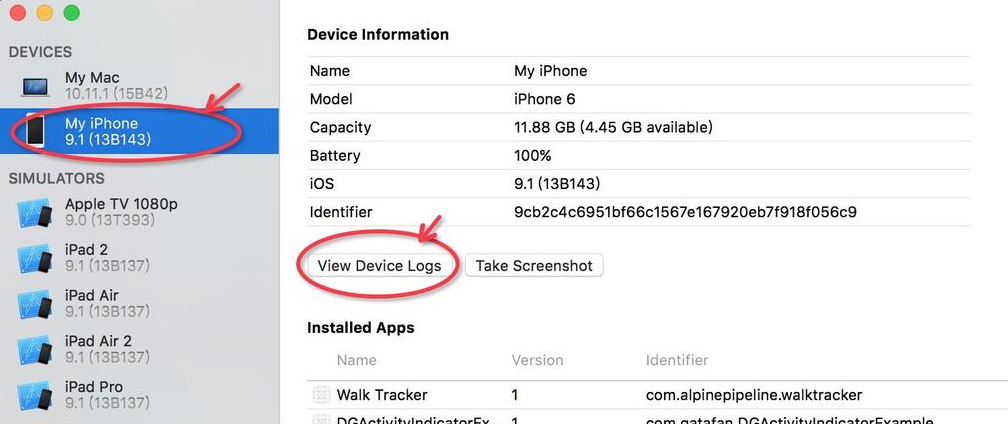 DEVICES
My Mac
10.11.1 (15B42)
My iPhone
9.1 (13B143)
SIMULATORS
Apple TV 1080p
9.0 (13T393)
iPad 2
9.1 (13B137)
iPad Air
9.1 (13B137)
iPad Air 2
9.1 (13B137)
iPad Pro
9.1 (13B137)
Device Information
Name My iPhone
Model iPhone 6
Capacity 11.88 GB (4.45 GB available)
Battery 100%
iOS 9.1 (13B143)
Identifier 9cb2c4c6951bf66c1567e167920eb7f918f056c9
View Device Logs Take Screenshot
Installed Apps
Name Version Identifier
Walk Tracker 1 com.alpinepipeline.walktracker
DGActivityIndicatorEx 1 com.gatafan.DGActivityIndicatorExample